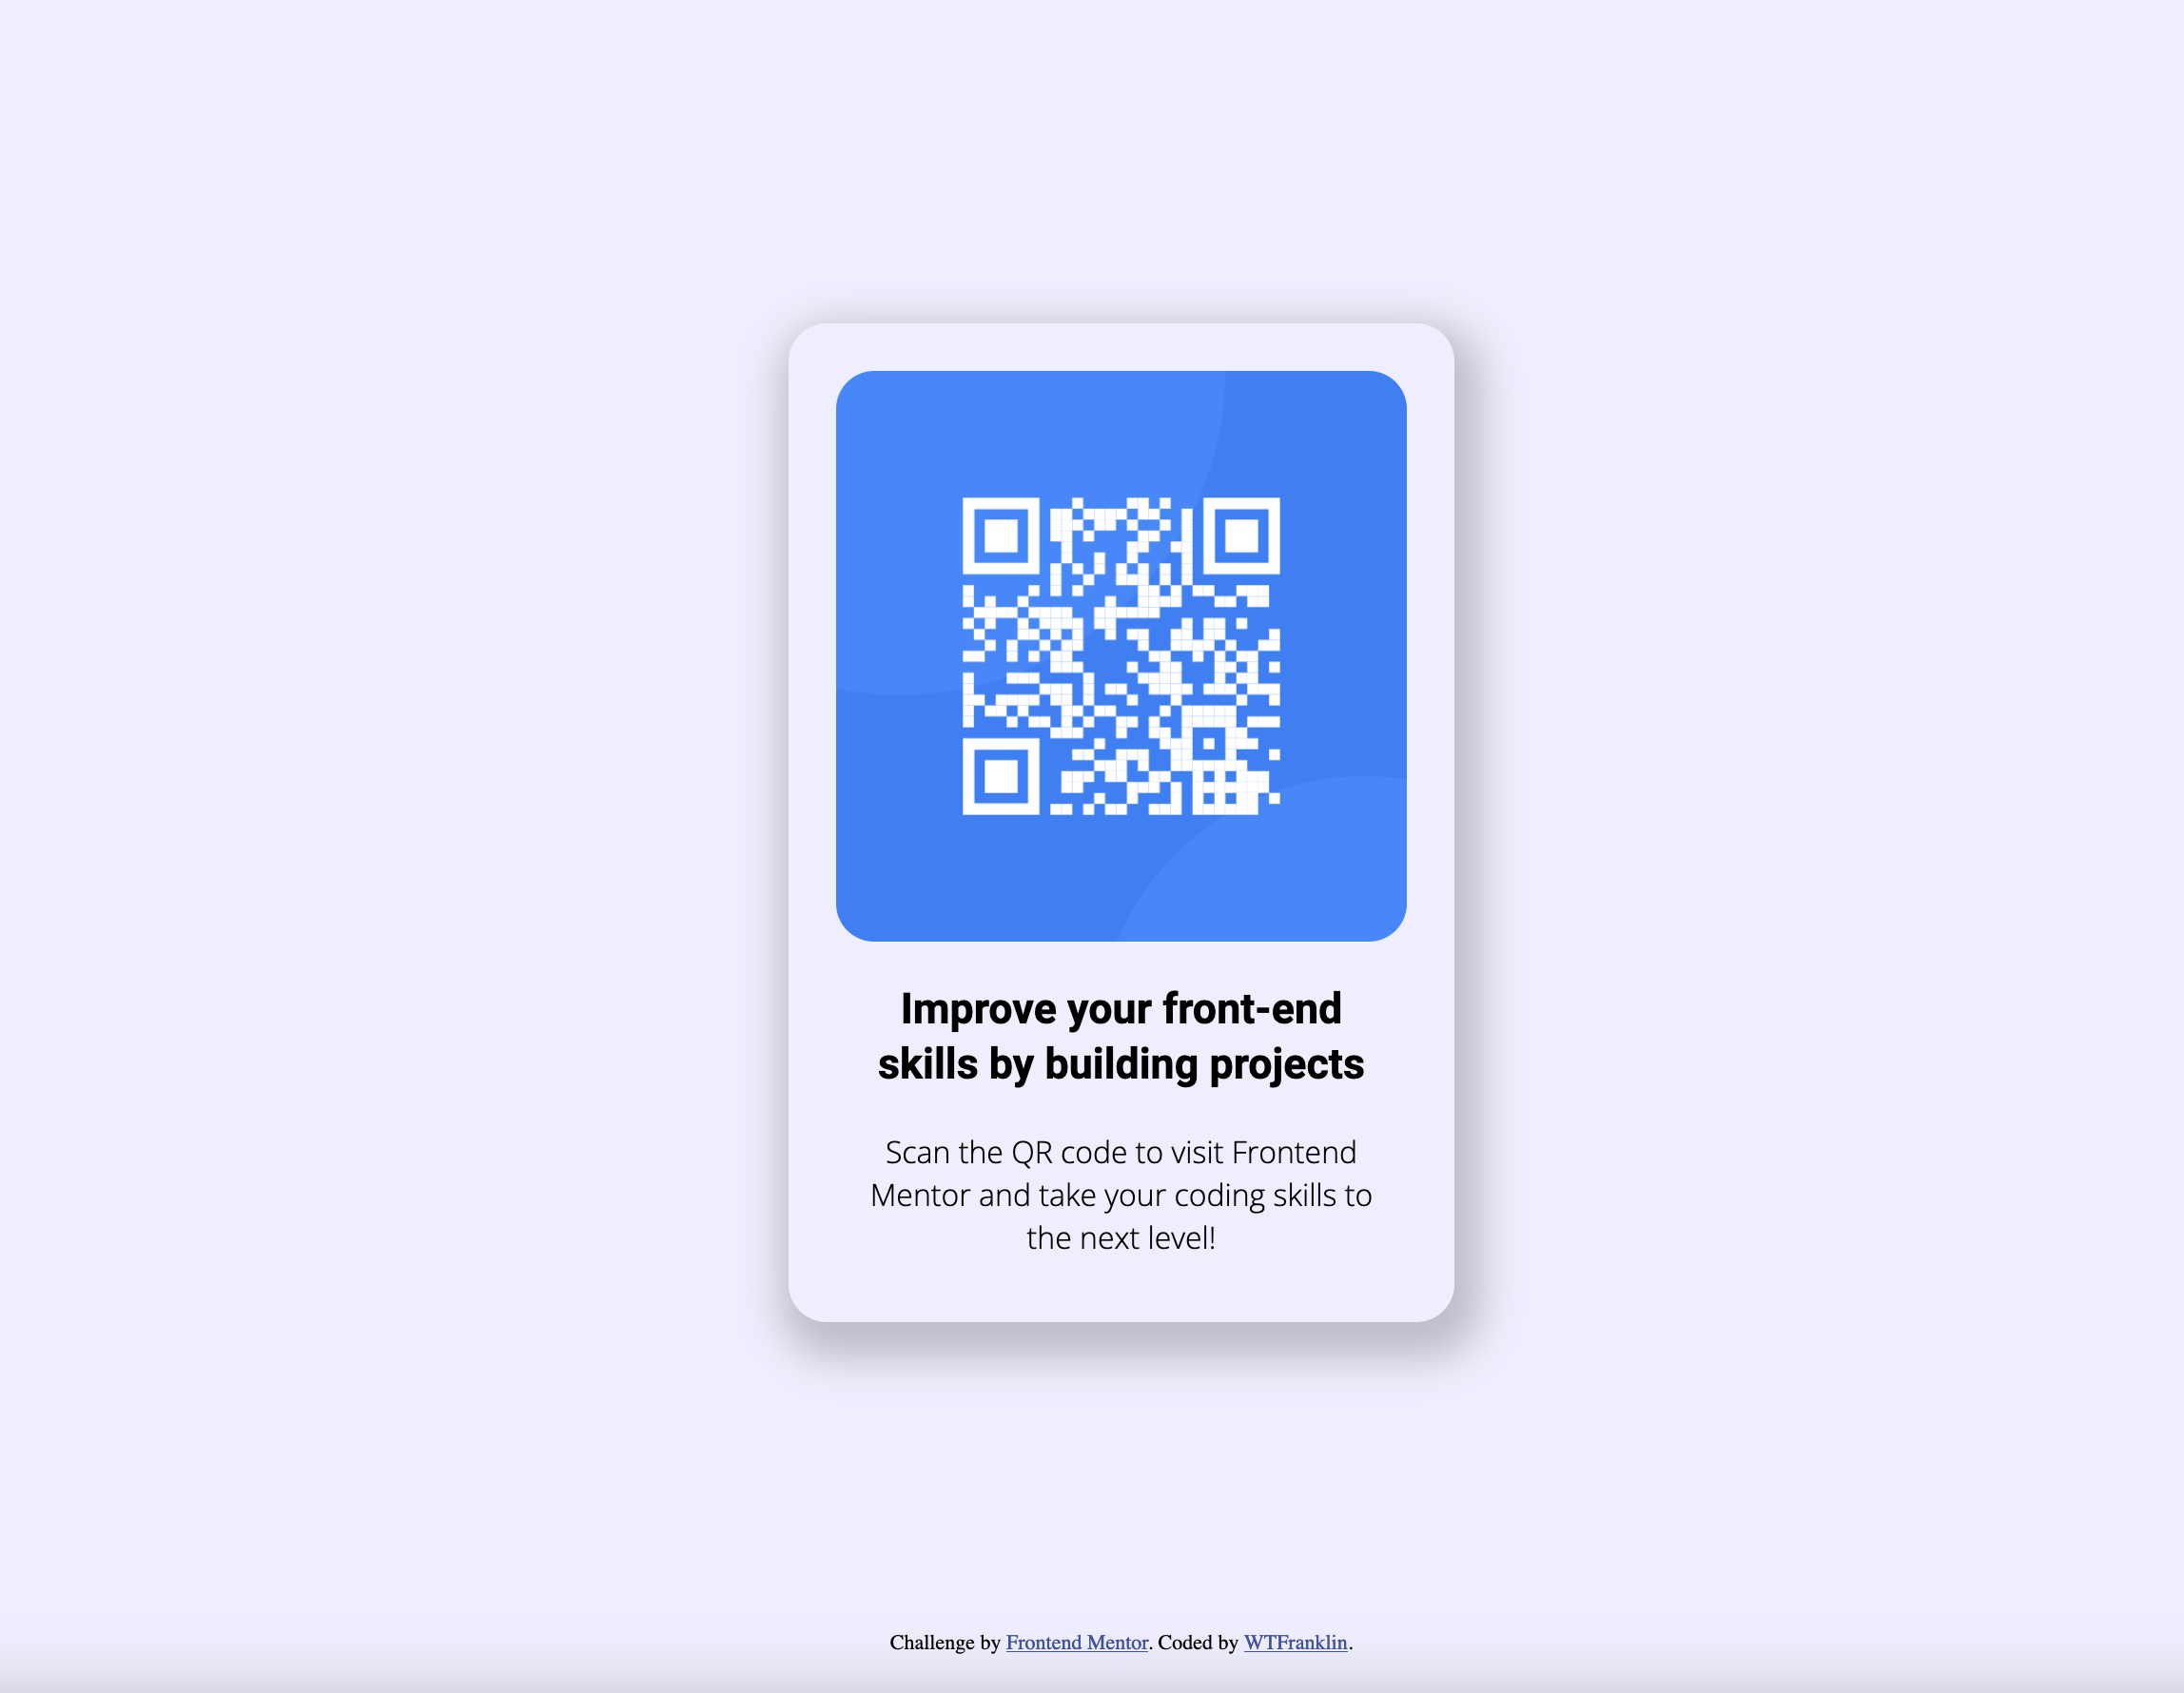 Improve your front-end
skills by building projects
Scan the QR code to visit Frontend
Mentor and take your coding skills to
the next level!
Challenge by Frontend Mentor. Coded by WTFranklin.